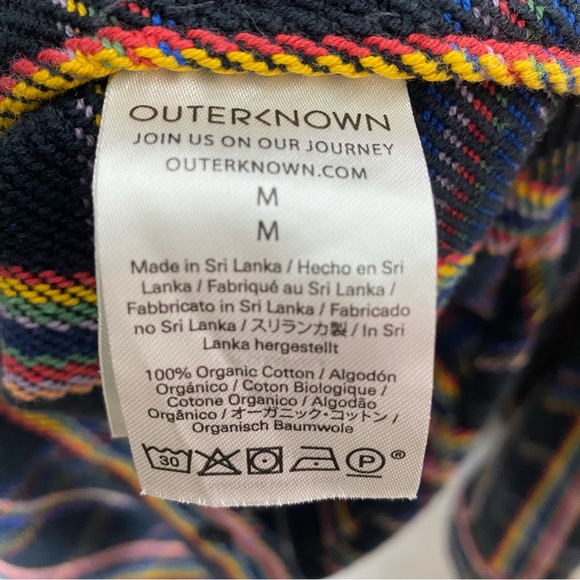 OUTERKNOWN
JOIN US ON OUR JOURNEY
OUTERKNOWN.COM
M
M
Made in Sri Lanka / Hecho en Sri
Lanka / Fabriqué au Sri Lanka /
Fabbricato in Sri Lanka / Fabricado
no Sri Lanka / スリランカ製 / In Sri
Lanka hergestellt
100% Organic Cotton / Algodón
Orgánico / Coton Biologique /
Cotone Organico / Algodão
Orgânico / オーガニック・コットン /
Organisch Baumwole
30 P ®